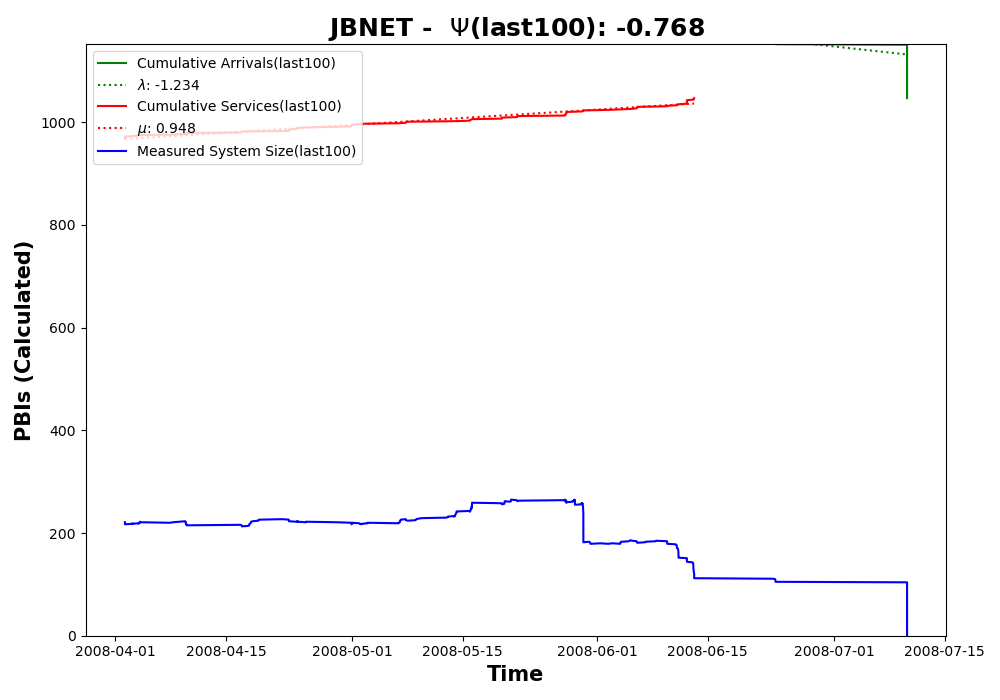 JBNET - Ψ(last100): -0.768
Cumulative Arrivals(last100)
λ: -1.234
Cumulative Services(last100)
μ: 0.948
Measured System Size(last100)
PBIs (Calculated)
1000
800
600
400
200
0
2008-04-01 2008-04-15 2008-05-01 2008-05-15 2008-06-01 2008-06-15 2008-07-01 2008-07-15
Time